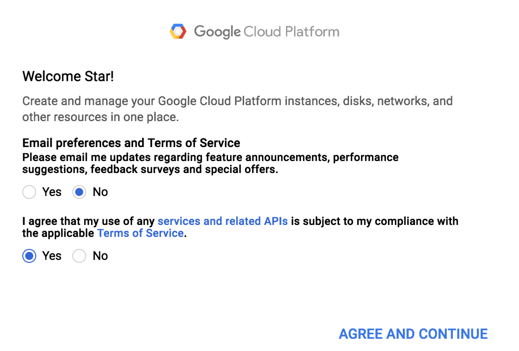 Google Cloud Platform
Welcome Star!
Create and manage your Google Cloud Platform instances, disks, networks, and
other resources in one place.
Email preferences and Terms of Service
Please email me updates regarding feature announcements, performance
suggestions, feedback surveys and special offers.
Yes No
I agree that my use of any services and related APIs is subject to my compliance with
the applicable Terms of Service.
Yes No
AGREE AND CONTINUE